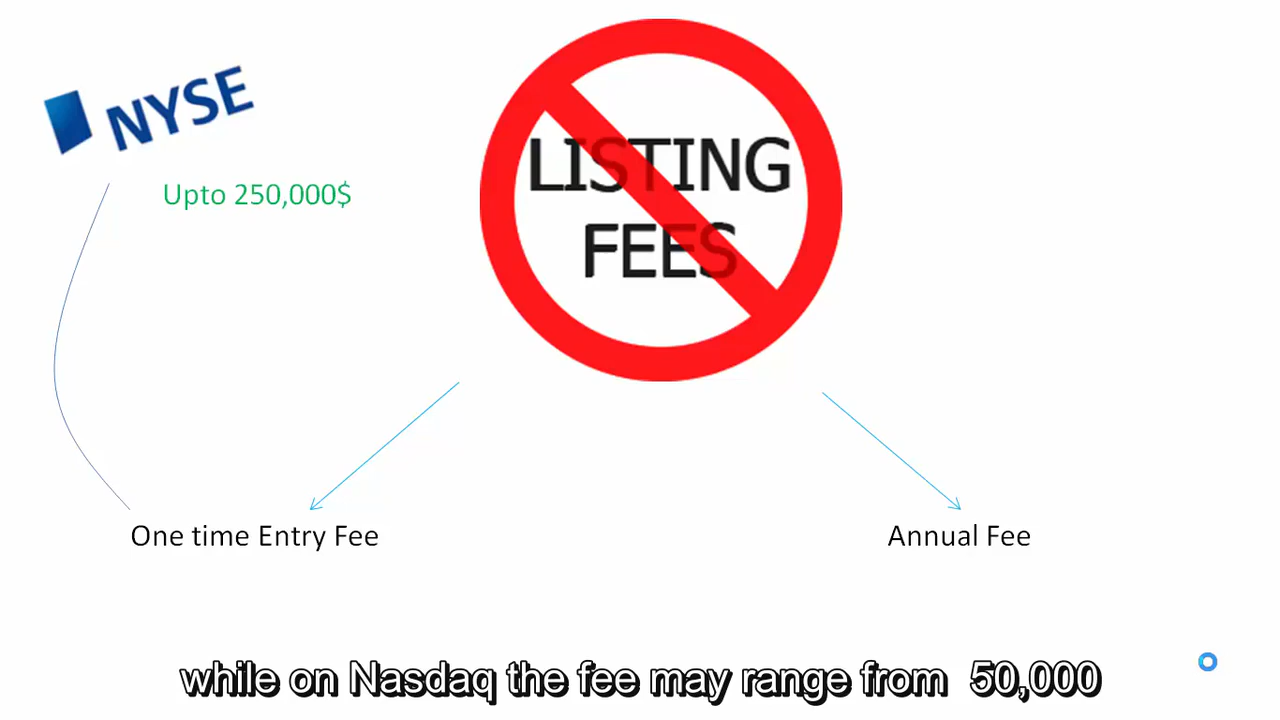 NYSE
Upto 250,000$
LISTING
FEES
One time Entry Fee
Annual Fee
while on Nasdaq the fee may range from 50,000